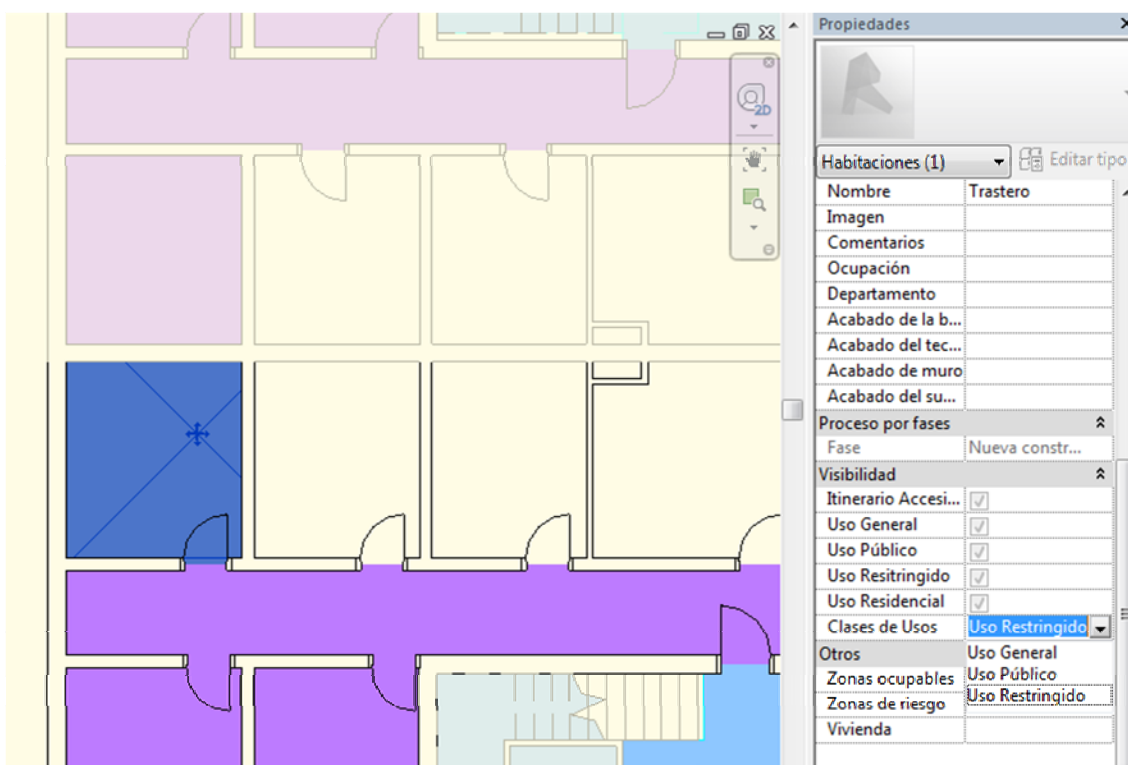 Propiedades
2D
Habitaciones (1)
Editar tipo
Nombre Trastero
Imagen
Comentarios
Ocupación
Departamento
Acabado de la b...
Acabado del tec...
Acabado de muro
Acabado del su...
Proceso por fases
Fase Nueva constr...
Visibilidad
Itinerario Accesi...
Uso General
Uso Público
Uso Resitringido
Uso Residencial
Clases de Usos Uso Restringido
Otros Uso General
Zonas ocupables Uso Público
Zonas de riesgo Uso Restringido
Vivienda